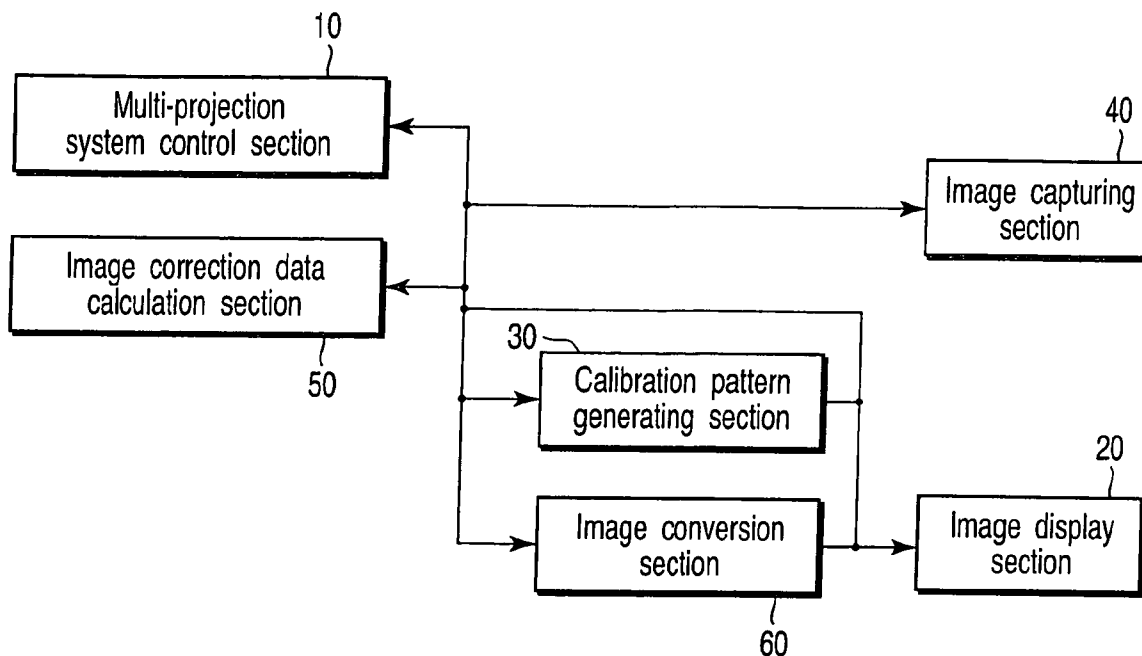 10
Multi-projection
system control section
40
Image capturing
section
Image correction data
calculation section
50
30
Calibration pattern
generating section
20
Image conversion
section
60
Image display
section